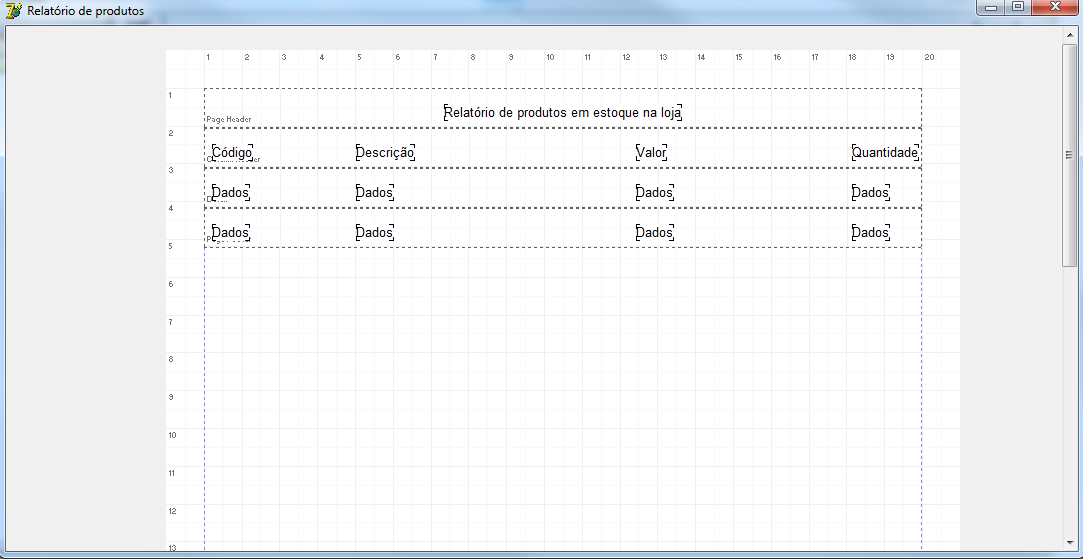 Relatório de produtos
1 2 3 4 5 6 7 8 9 10 11 12 13 14 15 16 17 18 19 20
1
Relatório de produtos em estoque na loja
Page Header
2
Código Descrição Valor Quantidade
3
Dados Dados Dados Dados
4
Dados Dados Dados Dados
5
6
7
8
9
10
11
12
13